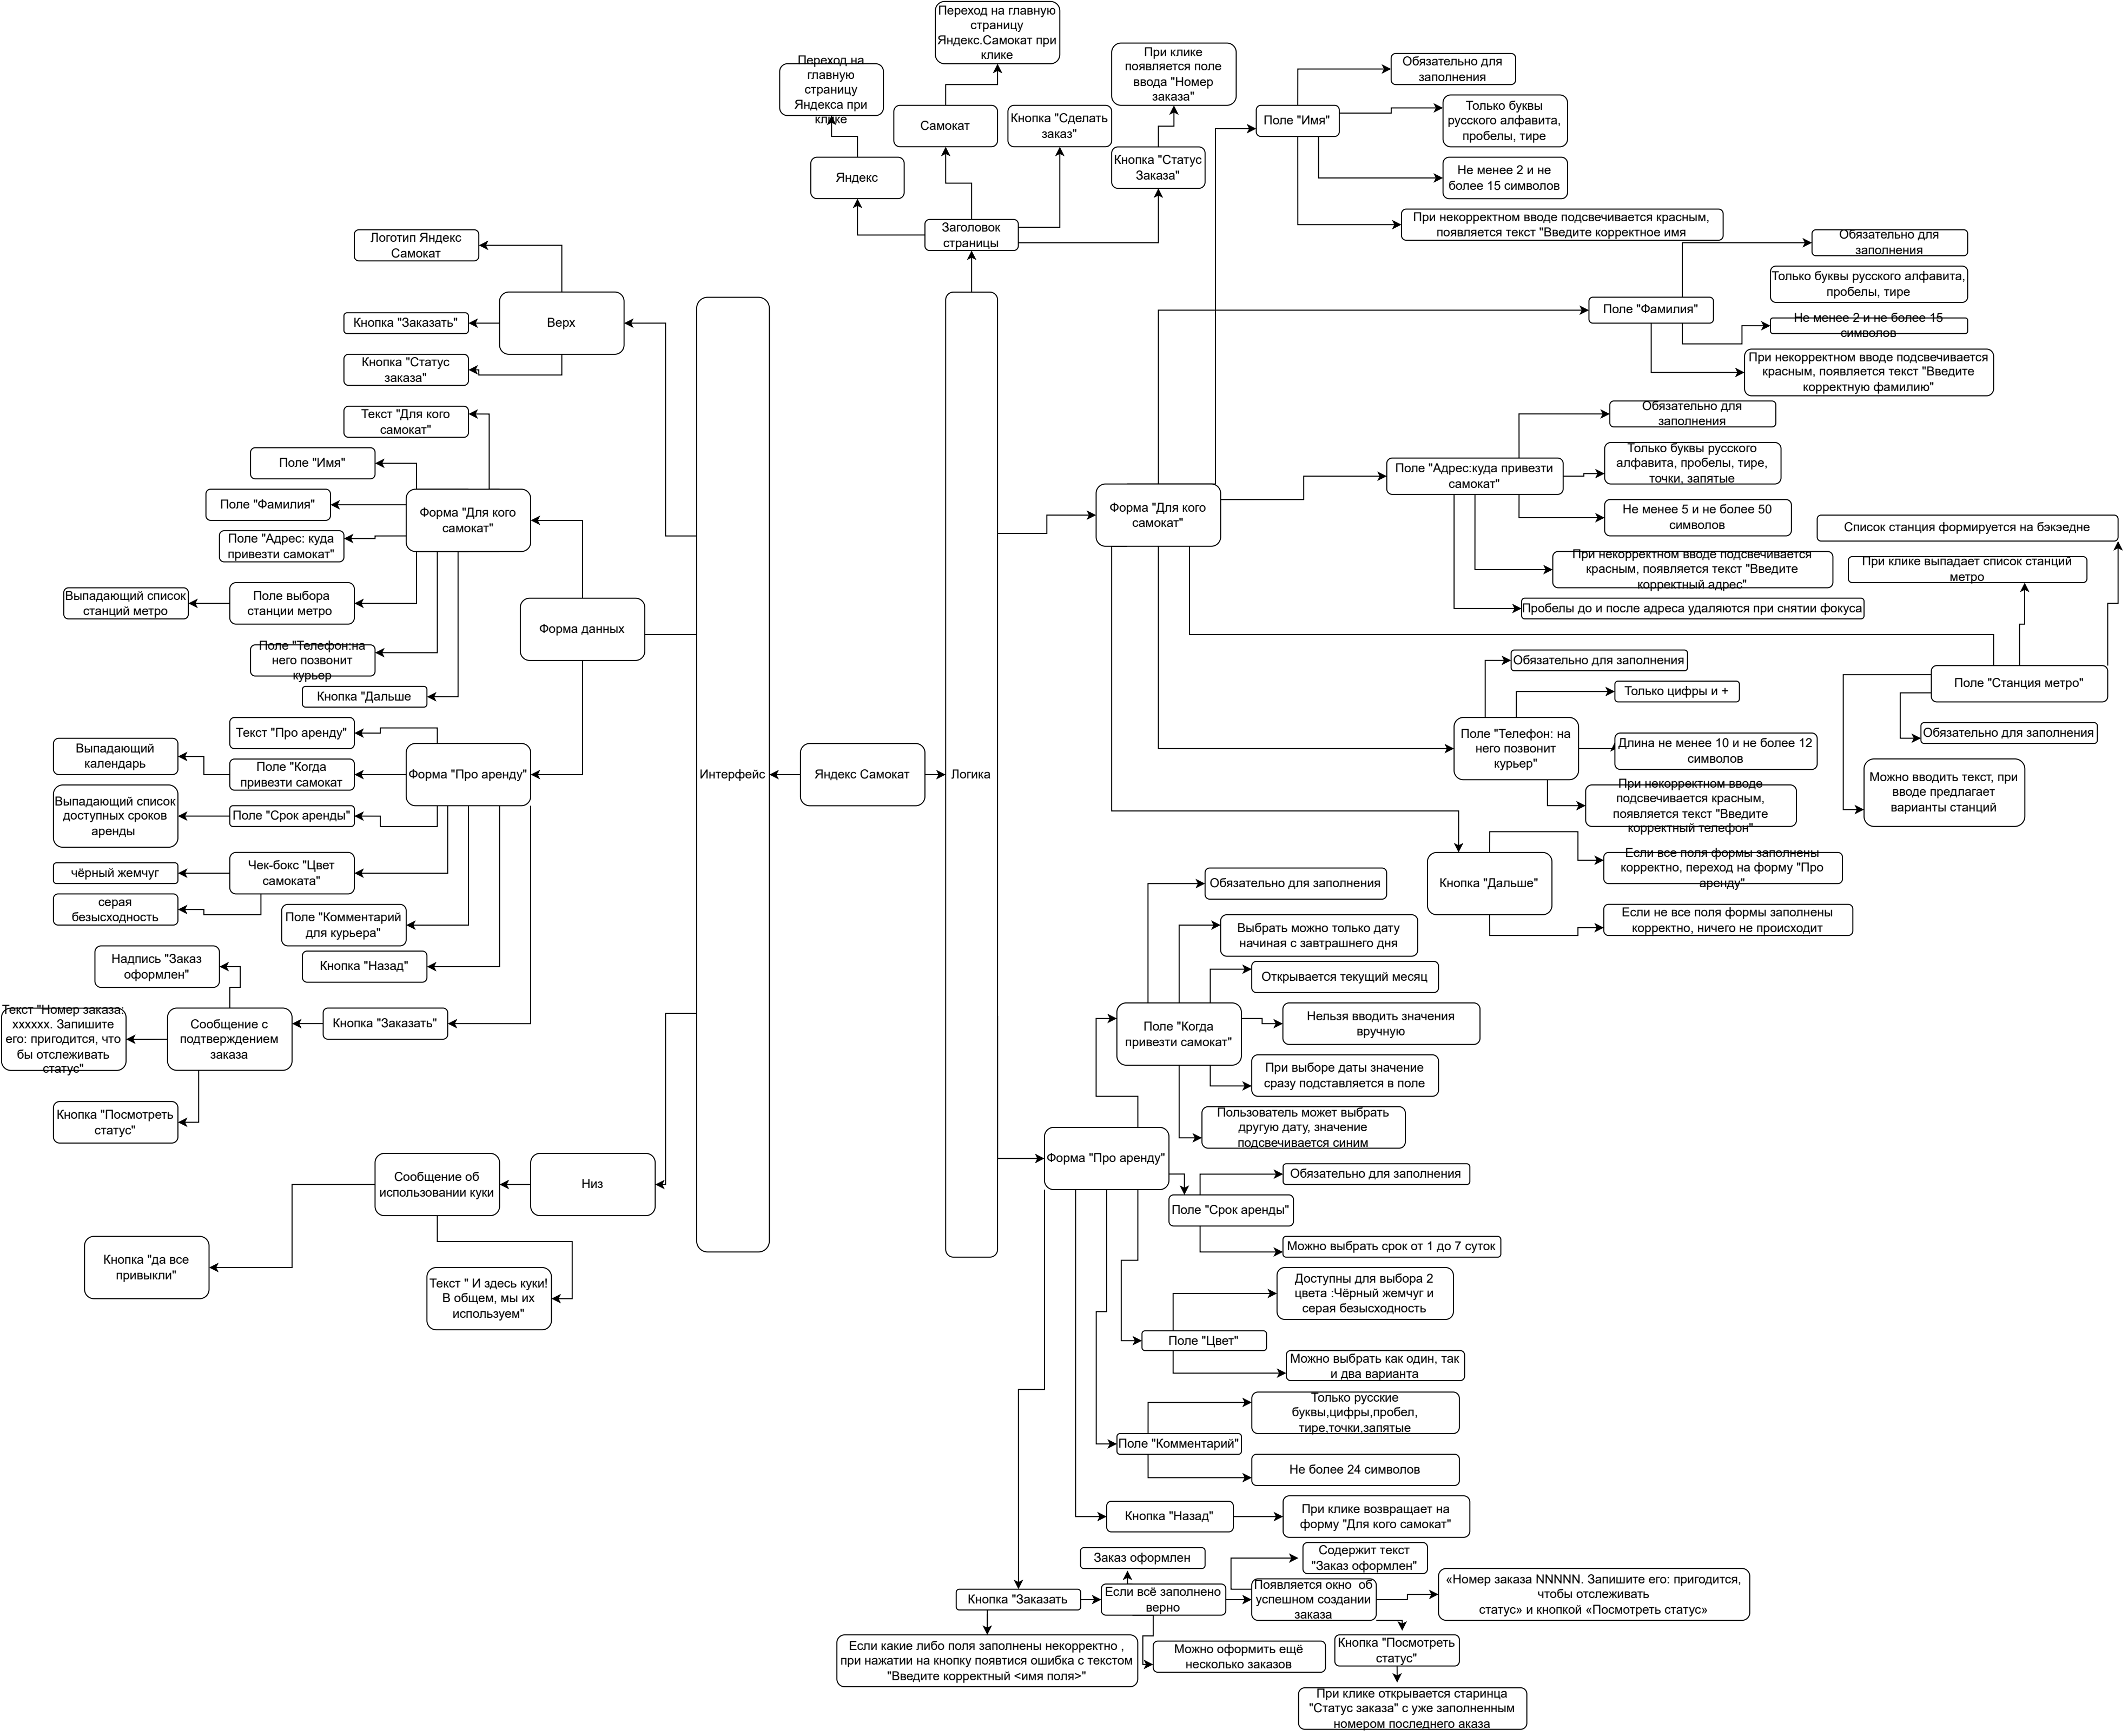 Переход на главную
страницу
Яндекс.Самокат при
клике
Переход на
главную
страницу
Яндекса при
клике
При клике
появляется поле
ввода "Номер
заказа"
Самокат
Кнопка "Сделать
заказ"
Кнопка "Статус
Заказа"
Яндекс
Заголовок
страницы
Поле "Имя"
Обязательно для
заполнения
Только буквы
русского алфавита,
пробелы, тире
Не менее 2 и не
более 15 символов
При некорректном вводе подсвечивается красным,
появляется текст "Введите корректное имя
Поле "Фамилия"
Обязательно для
заполнения
Только буквы русского алфавита,
пробелы, тире
Не менее 2 и не более 15
символов
При некорректном вводе подсвечивается
красным, появляется текст "Введите
корректную фамилию"
Логотип Яндекс
Самокат
Верх
Кнопка "Заказать"
Кнопка "Статус
заказа"
Текст "Для кого
самокат"
Поле "Имя"
Поле "Фамилия"
Форма "Для кого
самокат"
Поле "Адрес: куда
привезти самокат"
Выпадающий список
станций метро
Поле выбора
станции метро
Форма данных
Поле "Телефон:на
него позвонит
курьер
Кнопка "Дальше
Текст "Про аренду"
Выпадающий
календарь
Поле "Когда
привезти самокат
Форма "Про аренду"
Выпадающий список
доступных сроков
аренды
Поле "Срок аренды"
чёрный жемчуг
Чек-бокс "Цвет
самоката"
серая
безысходность
Поле "Комментарий
для курьера"
Кнопка "Назад"
Надпись "Заказ
оформлен"
Текст "Номер заказа:
хххххх. Запишите
его: пригодится, что
бы отслеживать
статус"
Сообщение с
подтверждением
заказа
Кнопка "Заказать"
Кнопка "Посмотреть
статус"
Сообщение об
использовании куки
Низ
Кнопка "да все
привыкли"
Текст " И здесь куки!
В общем, мы их
используем"
Интерфейс
Яндекс Самокат
Логика
Форма "Для кого
самокат"
Поле "Адрес:куда привезти
самокат"
Обязательно для
заполнения
Только буквы русского
алфавита, пробелы, тире,
точки, запятые
Не менее 5 и не более 50
символов
При некорректном вводе подсвечивается
красным, появляется текст "Введите
корректный адрес"
Пробелы до и после адреса удаляются при снятии фокуса
Список станция формируется на бэкэедне
При клике выпадает список станций
метро
Поле "Станция метро"
Обязательно для заполнения
Можно вводить текст, при
вводе предлагает
варианты станций
Обязательно для заполнения
Только цифры и +
Поле "Телефон: на
него позвонит
курьер"
Длина не менее 10 и не более 12
символов
При некорректном вводе
подсвечивается красным,
появляется текст "Введите
корректный телефон"
Кнопка "Дальше"
Если все поля формы заполнены
корректно, переход на форму "Про
аренду"
Если не все поля формы заполнены
корректно, ничего не происходит
Обязательно для заполнения
Выбрать можно только дату
начиная с завтрашнего дня
Открывается текущий месяц
Поле "Когда
привезти самокат"
Нельзя вводить значения
вручную
При выборе даты значение
сразу подставляется в поле
Пользователь может выбрать
другую дату, значение
подсвечивается синим
Форма "Про аренду"
Обязательно для заполнения
Поле "Срок аренды"
Можно выбрать срок от 1 до 7 суток
Доступны для выбора 2
цвета :Чёрный жемчуг и
серая безысходность
Поле "Цвет"
Можно выбрать как один, так
и два варианта
Только русские
буквы,цифры,пробел,
тире,точки,запятые
Поле "Комментарий"
Не более 24 символов
Кнопка "Назад"
При клике возвращает на
форму "Для кого самокат"
Заказ оформлен
Содержит текст
"Заказ оформлен"
Кнопка "Заказать
Если всё заполнено
верно
Появляется окно  об
успешном создании
заказа
«Номер заказа NNNNN. Запишите его: пригодится,
чтобы отслеживать
статус» и кнопкой «Посмотреть статус»
Если какие либо поля заполнены некорректно ,
при нажатии на кнопку появтися ошибка с текстом
"Введите корректный <имя поля>"
Можно оформить ещё
несколько заказов
Кнопка "Посмотреть
статус"
При клике открывается старинца
"Статус заказа" с уже заполненным
номером последнего аказа